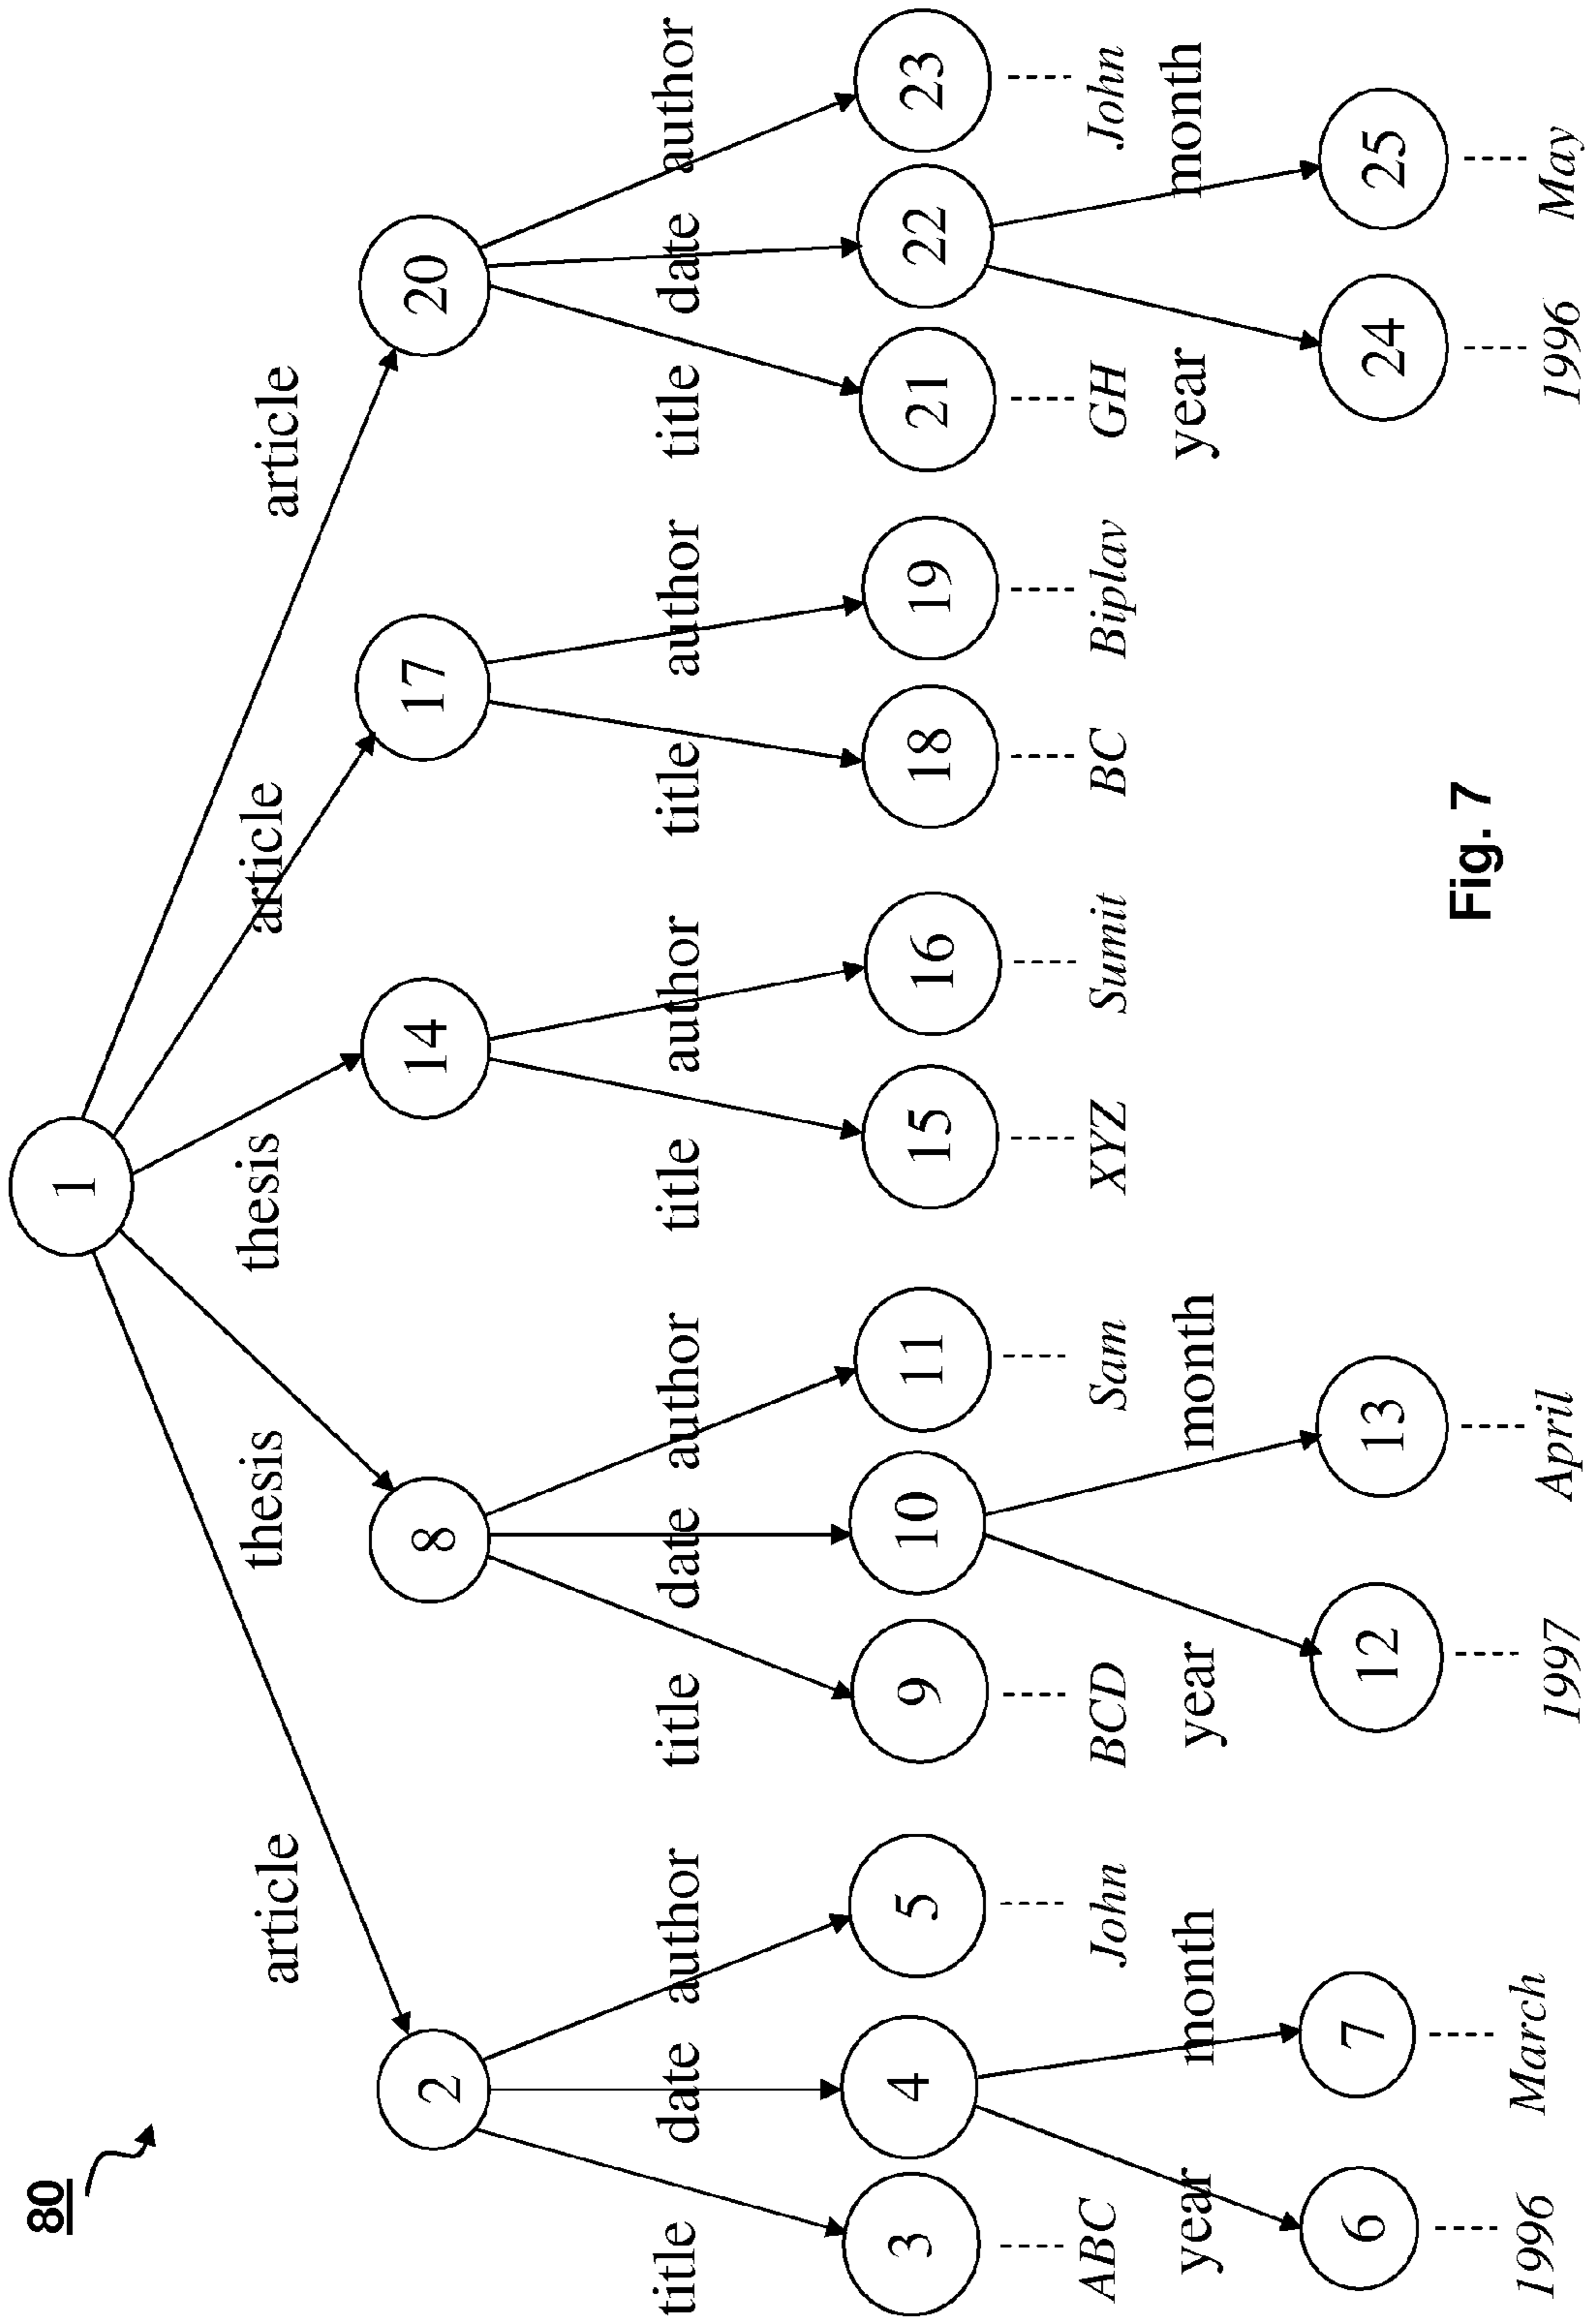 80
1
article thesis thesis article article
2 8 14 17 20
title date author title date author title author title author title date author
3 4 5 9 10 11 15 16 18 19 21 22 23
ABC John BCD Sam XYZ Sumit BC Biplav GH John
year month year month year month
6 7 12 13 24 25
1996 March 1997 April 1996 May
Fig. 7